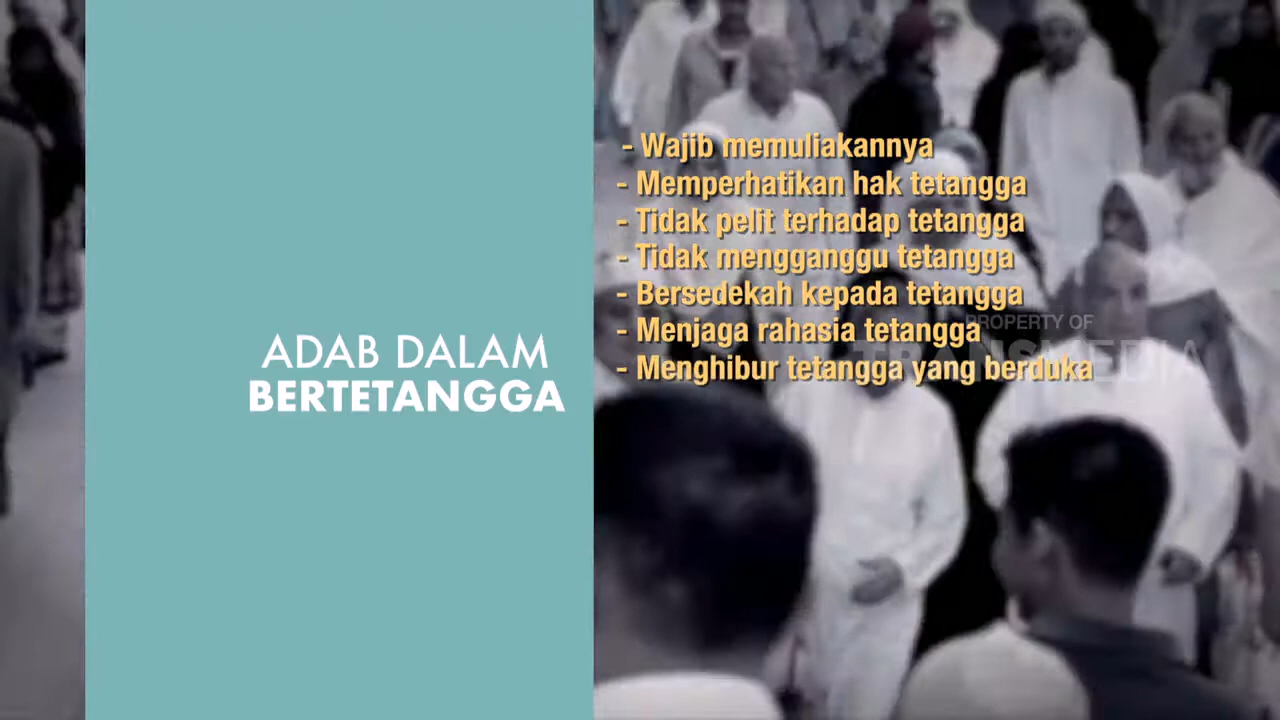 ADAB DALAM
BERTETANGGA
- Wajib memuliakannya
- Memperhatikan hak tetangga
- Tidak pelit terhadap tetangga
- Tidak mengganggu tetangga
- Bersedekah kepada tetangga
- Menjaga rahasia tetangga
- Menghibur tetangga yang berduka
PROPERTY OF
TRANSMEDIA